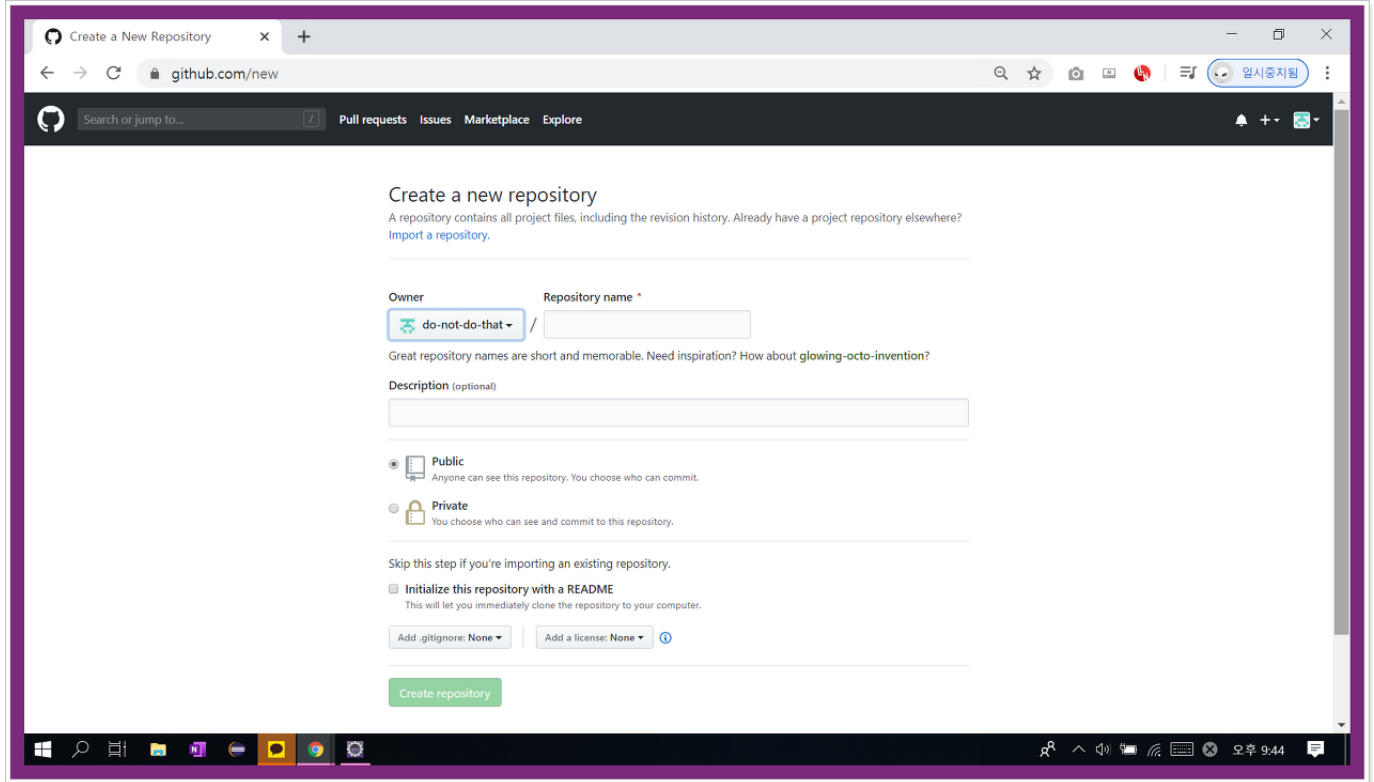 Create a New Repository
github.com/new
일시중지됨
Search or jump to... /
Pull requests Issues Marketplace Explore
Create a new repository
A repository contains all project files, including the revision history. Already have a project repository elsewhere?
Import a repository.
Owner Repository name *
do-not-do-that /
Great repository names are short and memorable. Need inspiration? How about glowing-octo-invention?
Description (optional)
Public
Anyone can see this repository. You choose who can commit.
Private
You choose who can see and commit to this repository.
Skip this step if you're importing an existing repository.
Initialize this repository with a README
This will let you immediately clone the repository to your computer.
Add .gitignore: None Add a license: None
Create repository
오후 9:44